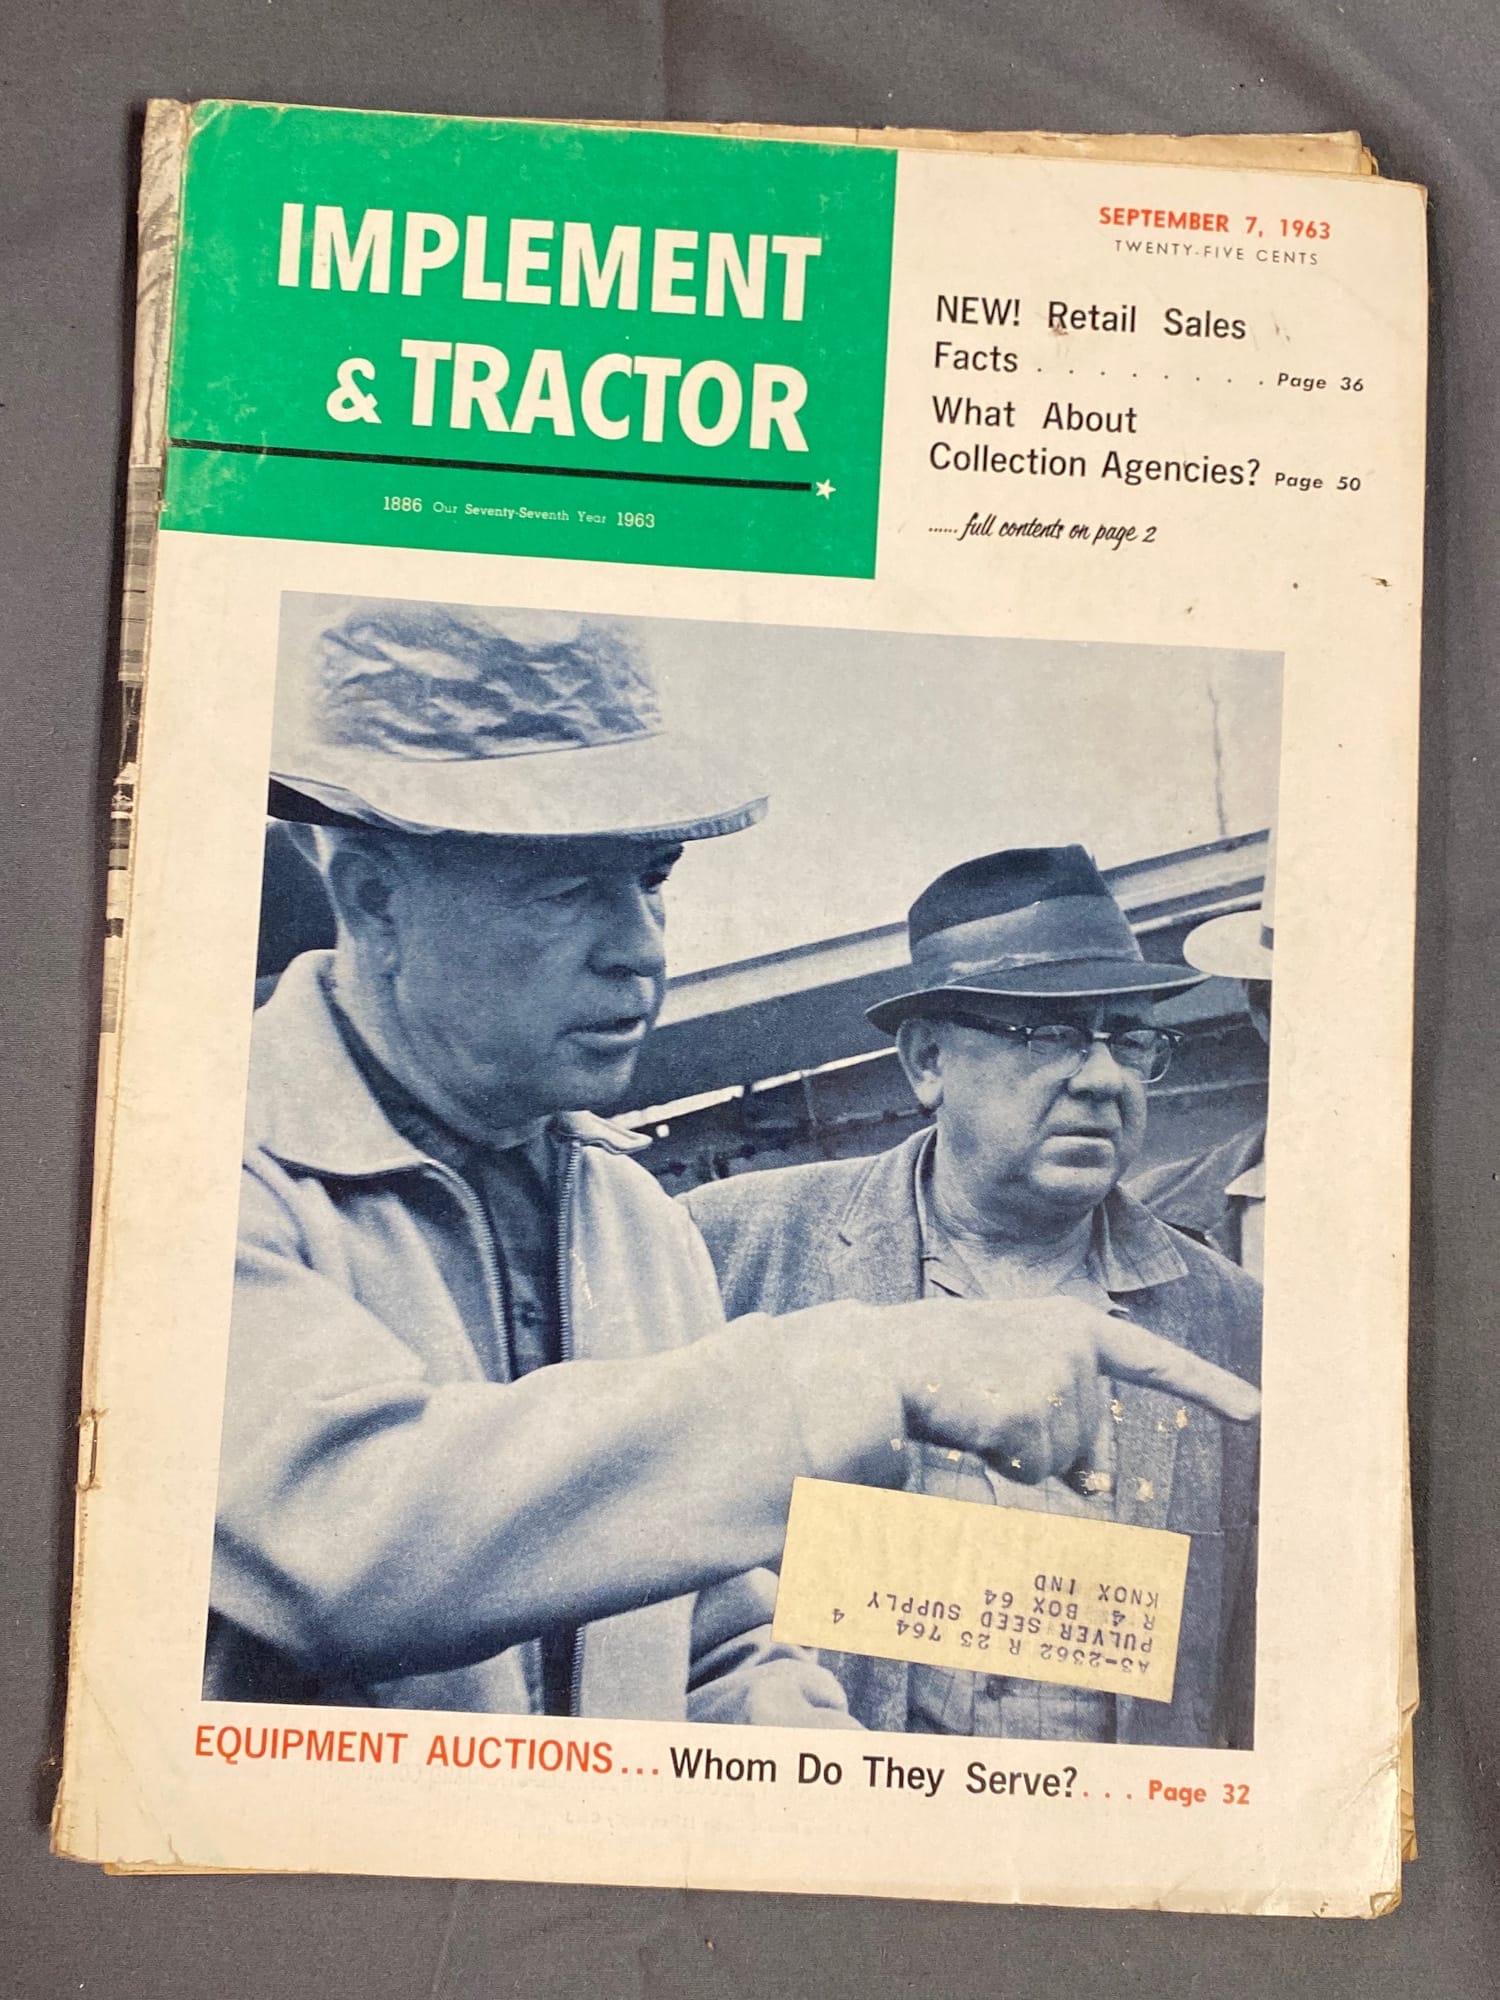 IMPLEMENT
& TRACTOR
1886 Our Seventy-Seventh Year 1963
SEPTEMBER 7, 1963
TWENTY-FIVE CENTS
NEW! Retail Sales
Facts . . . . . . . . Page 36
What About
Collection Agencies? Page 50
...... full contents on page 2
A3-2362 R 23 764 4
PULVER SEED SUPPLY
R 4 BOX 64
KNOX IND
EQUIPMENT AUCTIONS... Whom Do They Serve?... Page 32